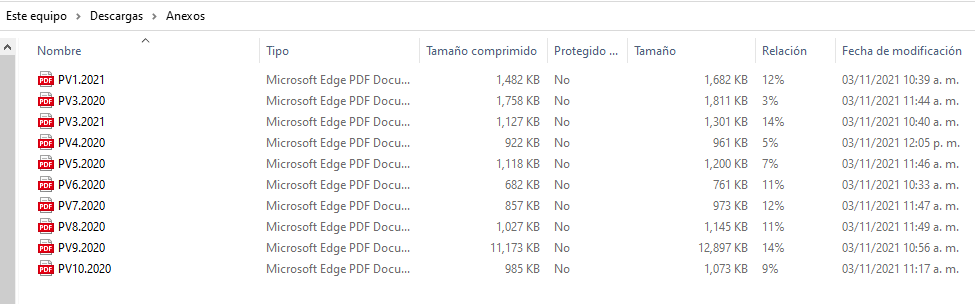 Este equipo > Descargas > Anexos
Nombre Tipo Tamaño comprimido Protegido ... Tamaño Relación Fecha de modificación
PDF PV1.2021 Microsoft Edge PDF Docu... 1,482 KB No 1,682 KB 12% 03/11/2021 10:39 a. m.
PDF PV3.2020 Microsoft Edge PDF Docu... 1,758 KB No 1,811 KB 3% 03/11/2021 11:44 a. m.
PDF PV3.2021 Microsoft Edge PDF Docu... 1,127 KB No 1,301 KB 14% 03/11/2021 10:40 a. m.
PDF PV4.2020 Microsoft Edge PDF Docu... 922 KB No 961 KB 5% 03/11/2021 12:05 p. m.
PDF PV5.2020 Microsoft Edge PDF Docu... 1,118 KB No 1,200 KB 7% 03/11/2021 11:46 a. m.
PDF PV6.2020 Microsoft Edge PDF Docu... 682 KB No 761 KB 11% 03/11/2021 10:33 a. m.
PDF PV7.2020 Microsoft Edge PDF Docu... 857 KB No 973 KB 12% 03/11/2021 11:47 a. m.
PDF PV8.2020 Microsoft Edge PDF Docu... 1,027 KB No 1,145 KB 11% 03/11/2021 11:49 a. m.
PDF PV9.2020 Microsoft Edge PDF Docu... 11,173 KB No 12,897 KB 14% 03/11/2021 10:56 a. m.
PDF PV10.2020 Microsoft Edge PDF Docu... 985 KB No 1,073 KB 9% 03/11/2021 11:17 a. m.